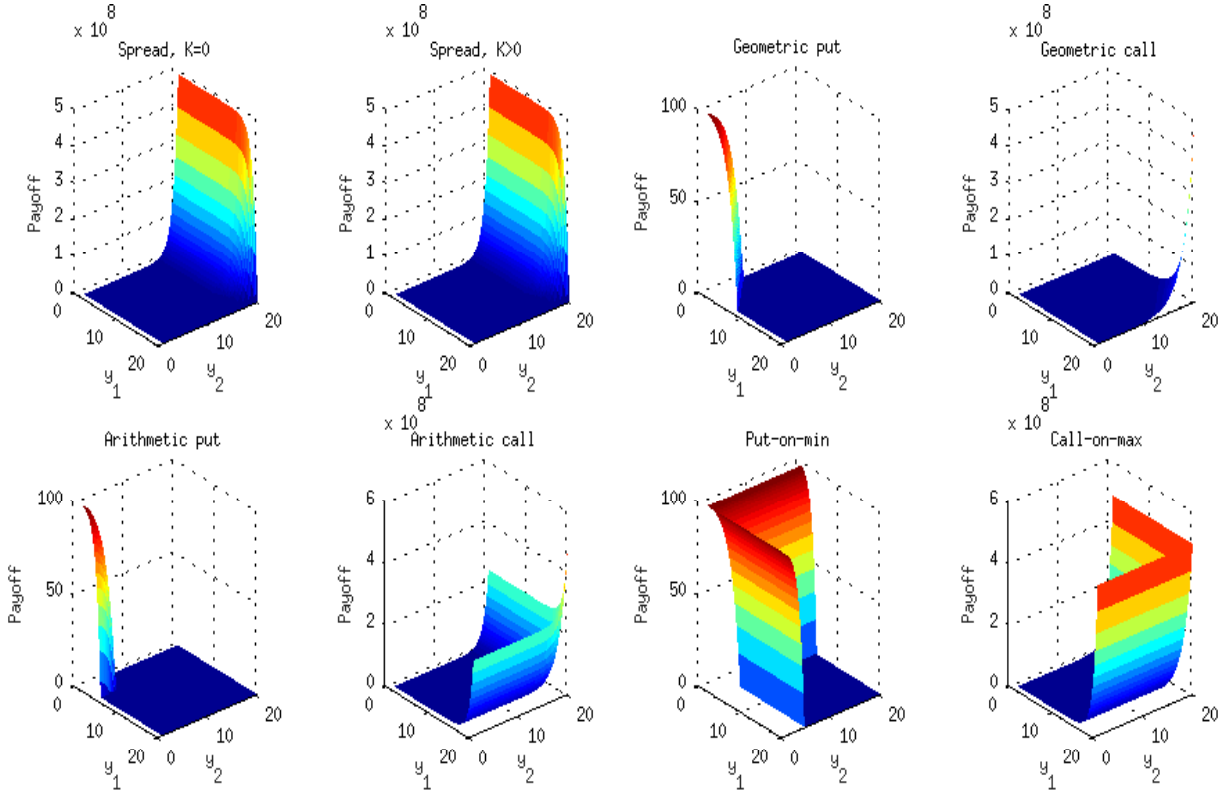 x 10^8
Spread, K=0
5
4
3
2
1
0
Payoff
0
10
20
y_1
0
10
20
y_2
x 10^8
Spread, K>0
5
4
3
2
1
0
Payoff
0
10
20
y_1
0
10
20
y_2
Geometric put
100
50
0
Payoff
0
10
20
y_1
0
10
20
y_2
x 10^8
Geometric call
5
4
3
2
1
0
Payoff
0
10
20
y_1
0
10
20
y_2
Arithmetic put
100
50
0
Payoff
0
10
20
y_1
0
10
20
y_2
x 10^8
Arithmetic call
6
4
2
0
Payoff
0
10
20
y_1
0
10
20
y_2
Put-on-min
100
50
0
Payoff
0
10
20
y_1
0
10
20
y_2
x 10^8
Call-on-max
6
4
2
0
Payoff
0
10
20
y_1
0
10
20
y_2